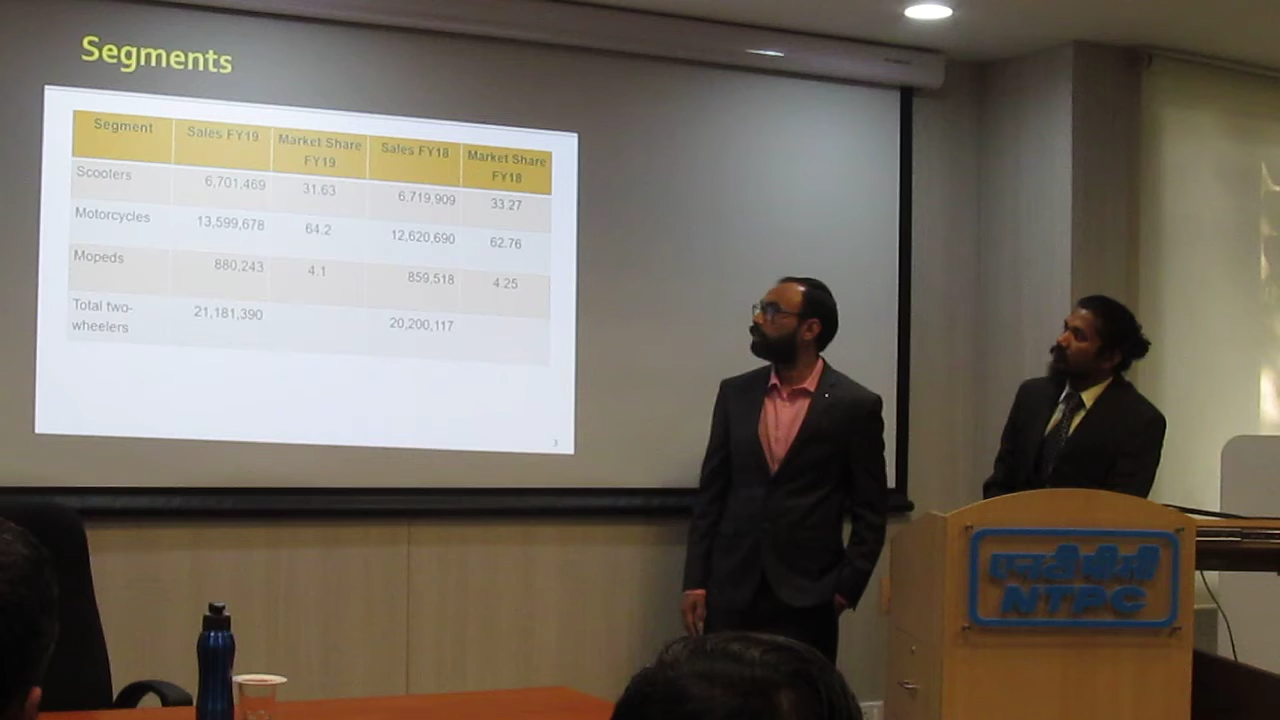 Segments
Segment Sales FY19 Market Share FY19 Sales FY18 Market Share FY18
Scooters 6,701,469 31.63 6,719,909 33.27
Motorcycles 13,599,678 64.2 12,620,690 62.76
Mopeds 880,243 4.1 859,518 4.25
Total two-wheelers 21,181,390 20,200,117
3
एनटीपीसी
NTPC